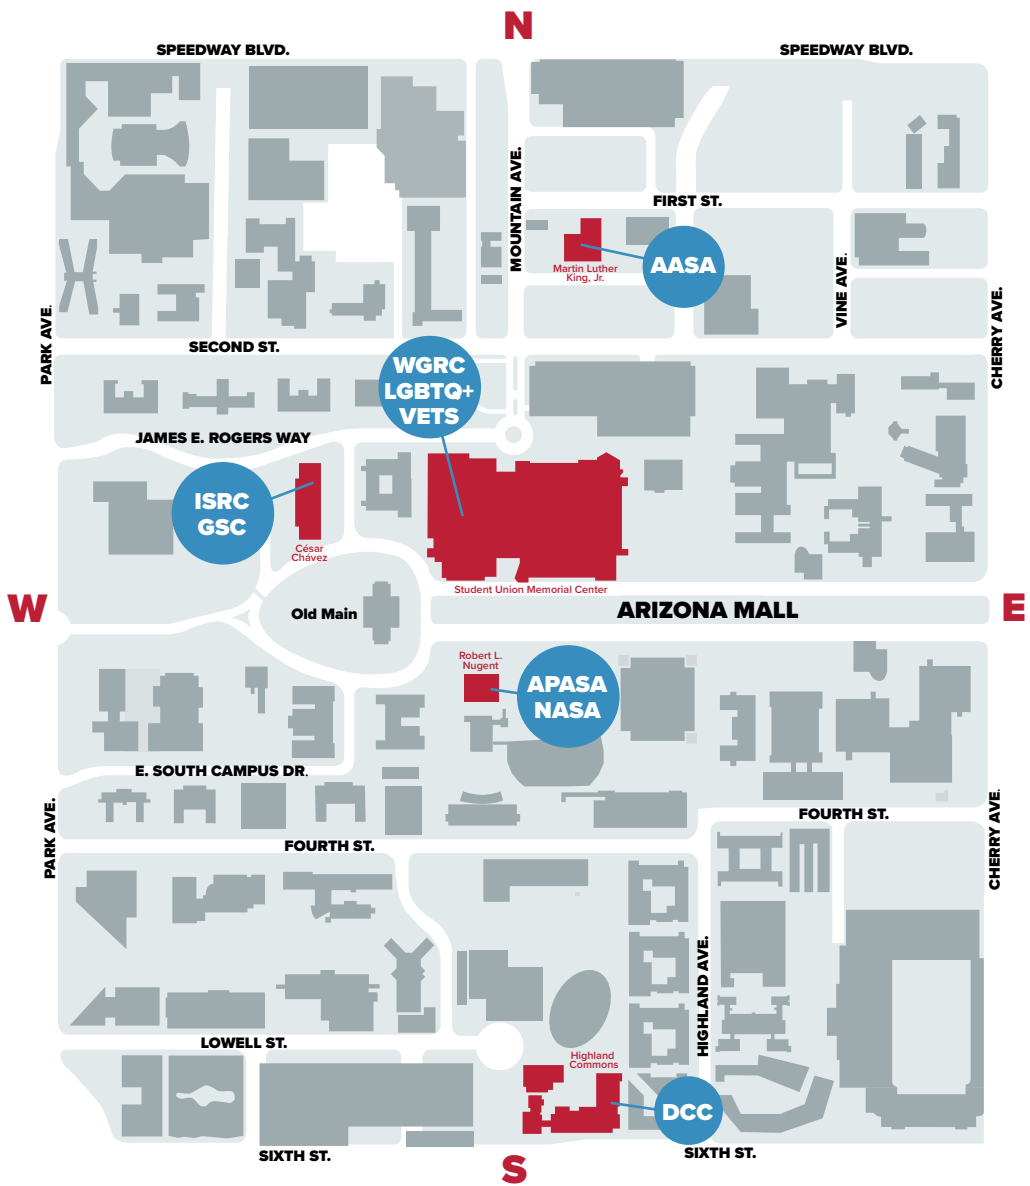 N
SPEEDWAY BLVD.
SPEEDWAY BLVD.
MOUNTAIN AVE.
FIRST ST.
AASA
Martin Luther
King, Jr.
VINE AVE.
PARK AVE.
CHERRY AVE.
SECOND ST.
WGRC
LGBTQ+
VETS
JAMES E. ROGERS WAY
ISRC
GSC
César
Chávez
Student Union Memorial Center
W
Old Main
ARIZONA MALL
E
Robert L.
Nugent
APASA
NASA
E. SOUTH CAMPUS DR.
PARK AVE.
FOURTH ST.
CHERRY AVE.
FOURTH ST.
HIGHLAND AVE.
LOWELL ST.
Highland
Commons
DCC
SIXTH ST.
SIXTH ST.
S